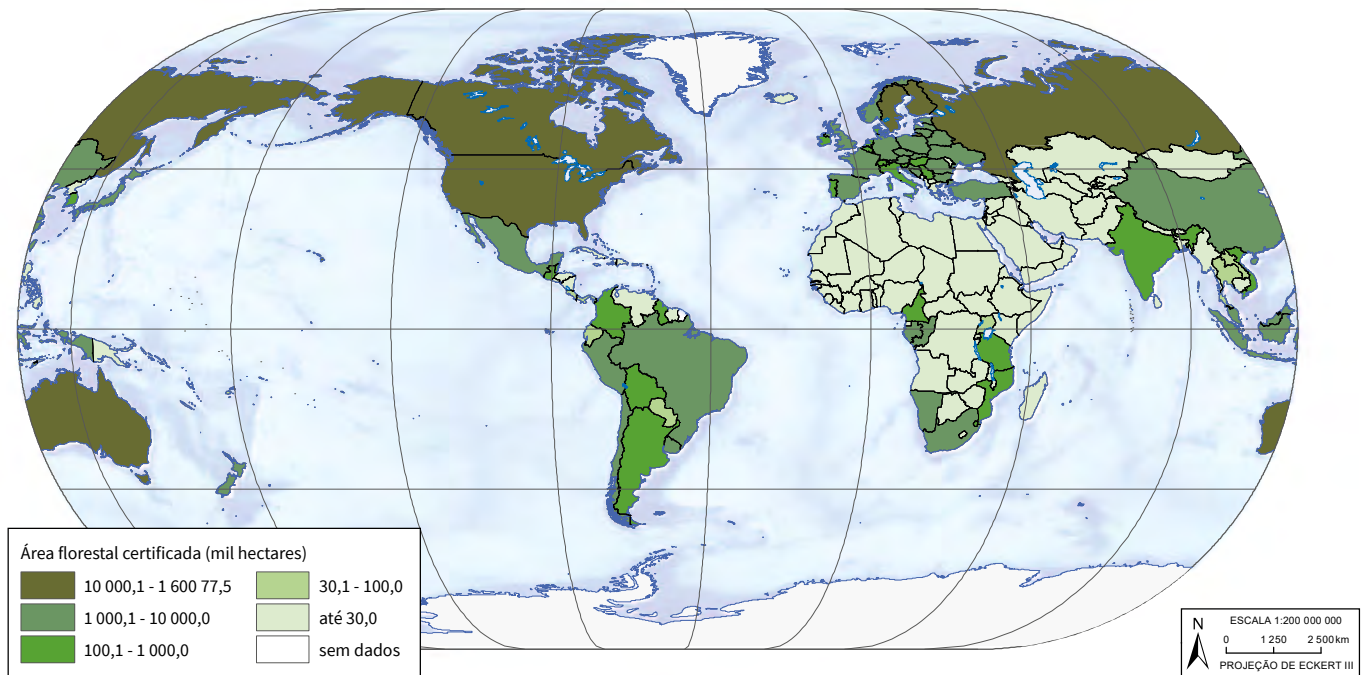 Área florestal certificada (mil hectares)
10 000,1 - 1 600 77,5
1 000,1 - 10 000,0
100,1 - 1 000,0
30,1 - 100,0
até 30,0
sem dados
N
ESCALA 1:200 000 000
0 1 250 2 500 km
PROJEÇÃO DE ECKERT III